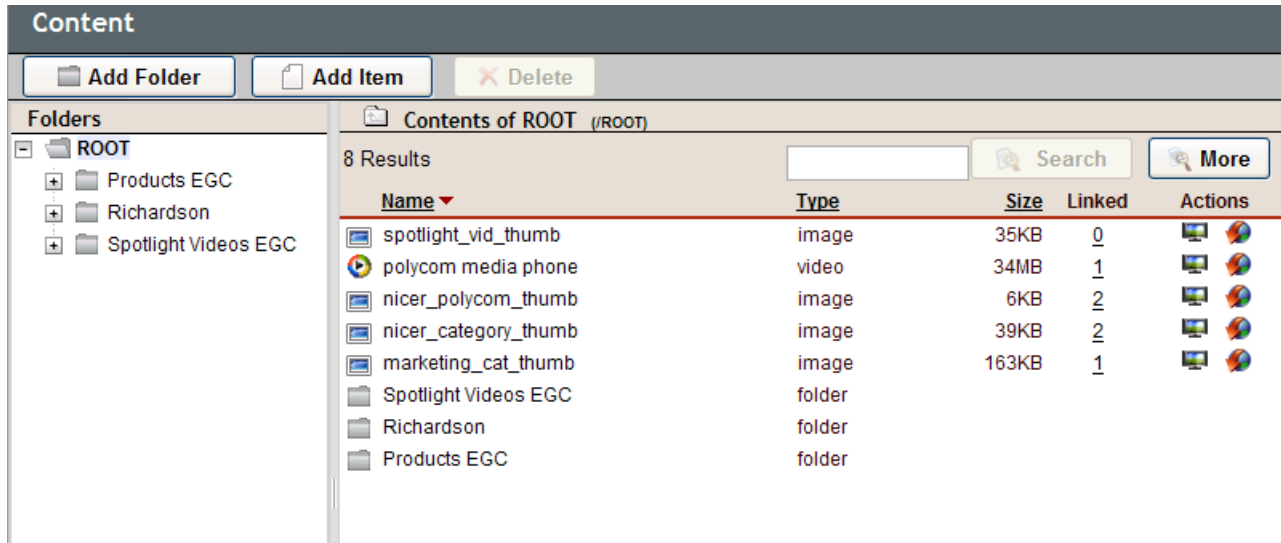 Content
Add Folder Add Item Delete
Folders
ROOT
Products EGC
Richardson
Spotlight Videos EGC
Contents of ROOT (/ROOT)
8 Results Search More
Name Type Size Linked Actions
spotlight_vid_thumb image 35KB 0
polycom media phone video 34MB 1
nicer_polycom_thumb image 6KB 2
nicer_category_thumb image 39KB 2
marketing_cat_thumb image 163KB 1
Spotlight Videos EGC folder
Richardson folder
Products EGC folder